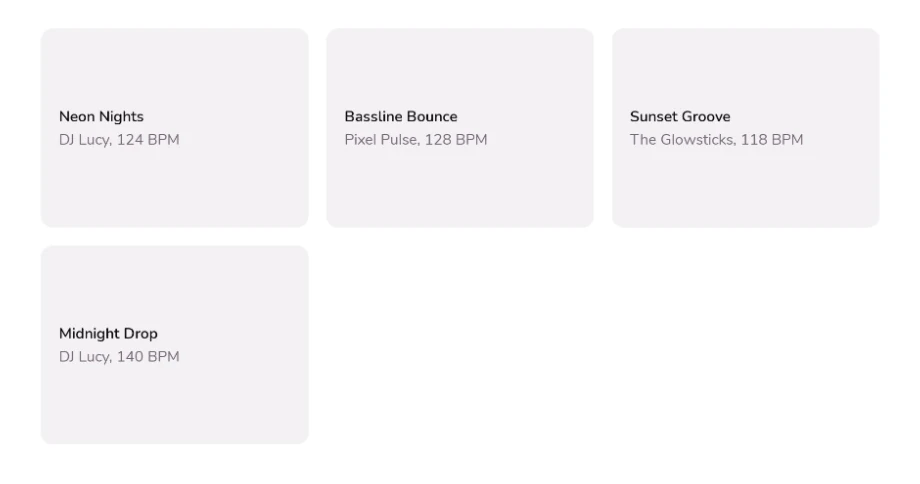 Neon Nights
DJ Lucy, 124 BPM
Bassline Bounce
Pixel Pulse, 128 BPM
Sunset Groove
The Glowsticks, 118 BPM
Midnight Drop
DJ Lucy, 140 BPM